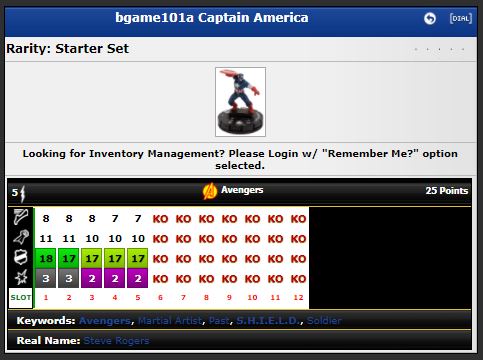 bgame101a Captain America
[DIAL]
Rarity: Starter Set
Looking for Inventory Management? Please Login w/ "Remember Me?" option
selected.
5 Avengers 25 Points
8 8 8 7 7 KO KO KO KO KO KO KO
11 11 10 10 10 KO KO KO KO KO KO KO
18 17 17 17 17 KO KO KO KO KO KO KO
3 3 2 2 2 KO KO KO KO KO KO KO
SLOT 1 2 3 4 5 6 7 8 9 10 11 12
Keywords: Avengers, Martial Artist, Past, S.H.I.E.L.D., Soldier
Real Name: Steve Rogers